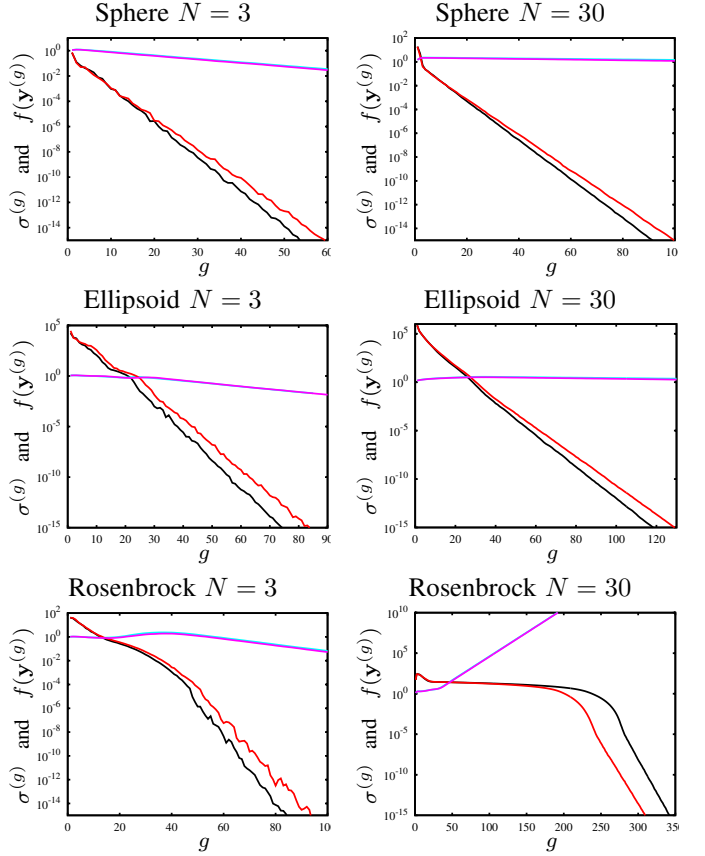 Sphere N = 3
σ^(g) and f(y^(g))
10^0
10^-2
10^-4
10^-6
10^-8
10^-10
10^-12
10^-14
0 10 20 30 40 50 60
g
Sphere N = 30
σ^(g) and f(y^(g))
10^0
10^-2
10^-4
10^-6
10^-8
10^-10
10^-12
10^-14
0 20 40 60 80 100
g
Ellipsoid N = 3
σ^(g) and f(y^(g))
10^5
10^0
10^-5
10^-10
10^-15
0 10 20 30 40 50 60 70 80 90
g
Ellipsoid N = 30
σ^(g) and f(y^(g))
10^5
10^0
10^-5
10^-10
10^-15
0 20 40 60 80 100 120
g
Rosenbrock N = 3
σ^(g) and f(y^(g))
10^2
10^0
10^-2
10^-4
10^-6
10^-8
10^-10
10^-12
10^-14
0 20 40 60 80 100
g
Rosenbrock N = 30
σ^(g) and f(y^(g))
10^10
10^5
10^0
10^-5
10^-10
10^-15
0 50 100 150 200 250 300 350
g